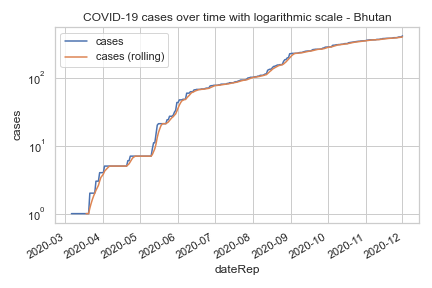 COVID-19 cases over time with logarithmic scale - Bhutan
cases
cases (rolling)
cases
10²
10¹
10⁰
2020-03
2020-04
2020-05
2020-06
2020-07
2020-08
2020-09
2020-10
2020-11
2020-12
dateRep